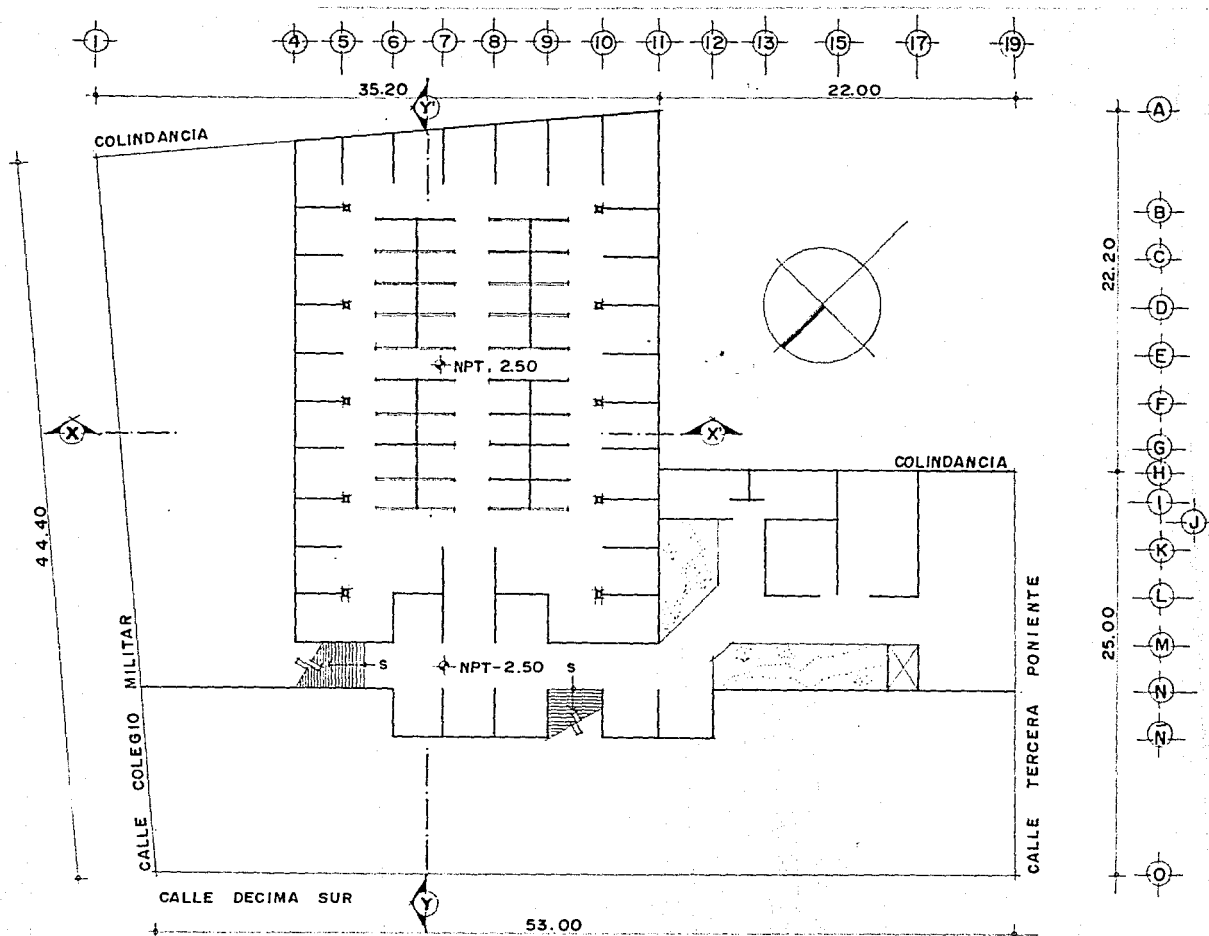 1 4 5 6 7 8 9 10 11 12 13 15 17 19
35.20 22.00
Y'
A
COLINDANCIA
B
C
22.20
D
E
NPT. 2.50
F
X X'
G
COLINDANCIA
H
I
J
44.40
K
L
CALLE COLEGIO MILITAR
CALLE TERCERA PONIENTE
25.00
M
S NPT-2.50 S
N
Ñ
O
CALLE DECIMA SUR
Y
53.00